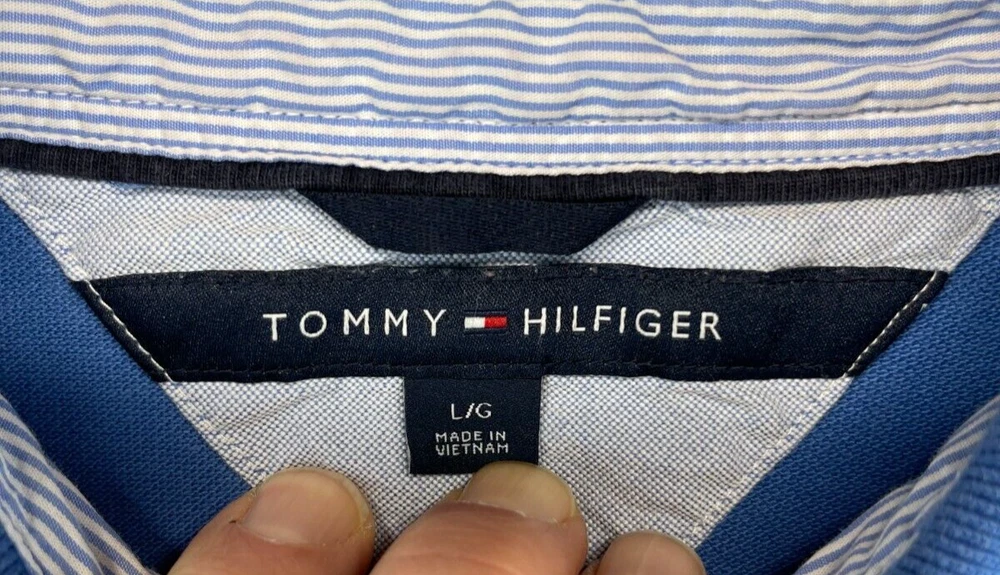 TOMMY HILFIGER
L/G
MADE IN
VIETNAM